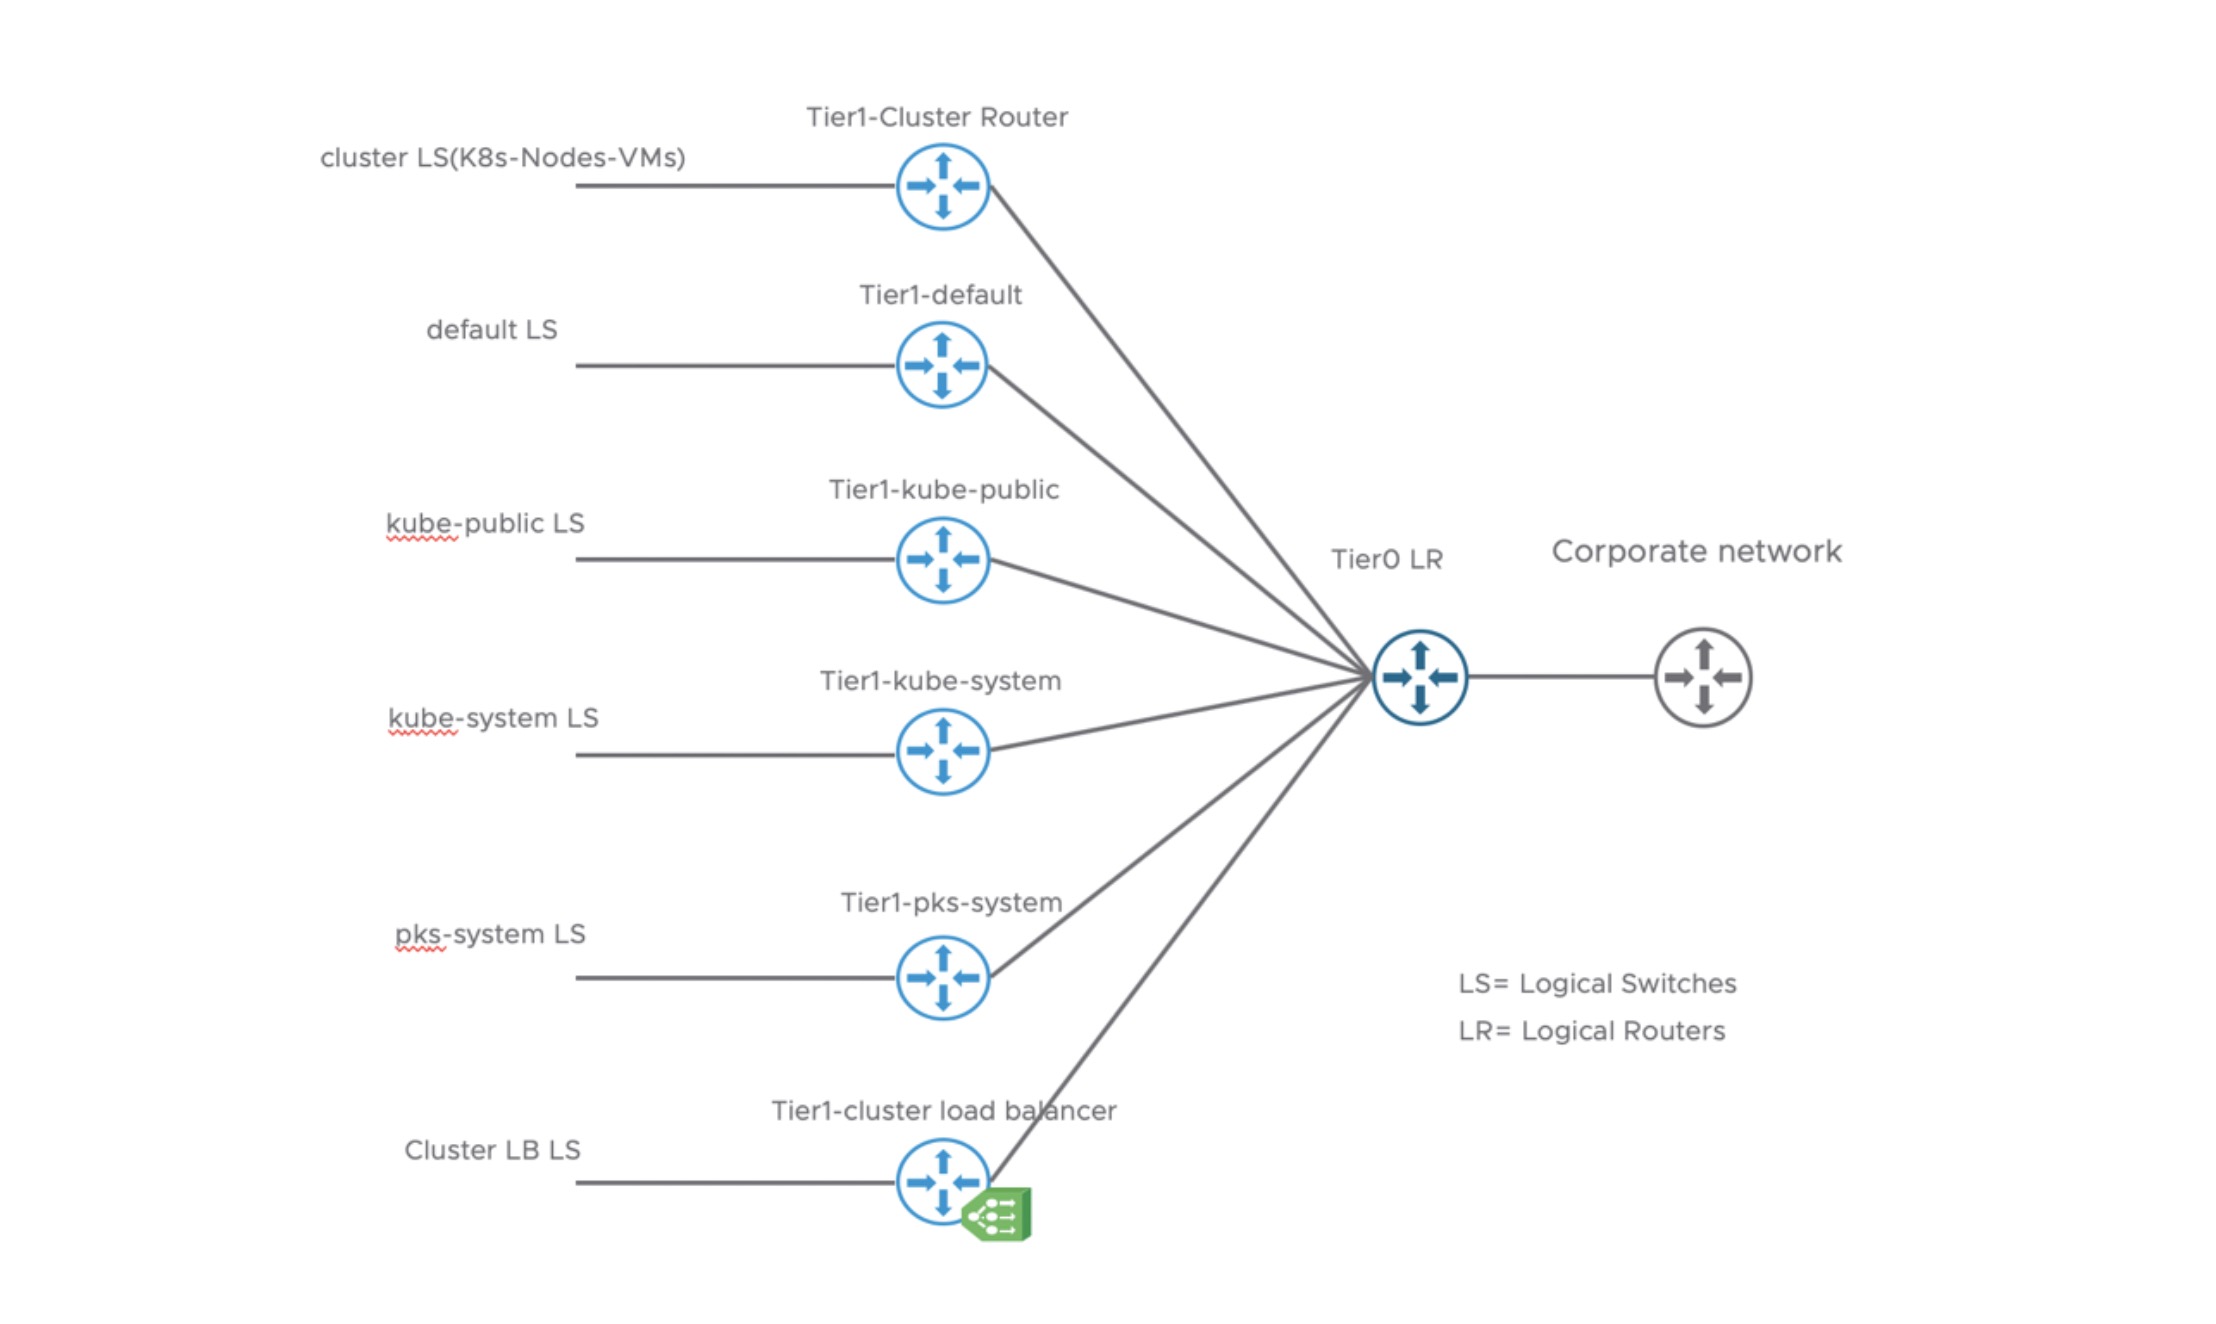 Tier1-Cluster Router
cluster LS(K8s-Nodes-VMs)
Tier1-default
default LS
Tier1-kube-public
kube-public LS
Tier0 LR
Corporate network
Tier1-kube-system
kube-system LS
Tier1-pks-system
pks-system LS
LS= Logical Switches
LR= Logical Routers
Tier1-cluster load balancer
Cluster LB LS